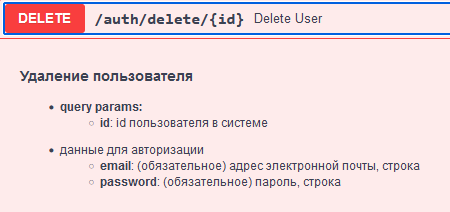 DELETE /auth/delete/{id} Delete User
Удаление пользователя
query params:
id: id пользователя в системе
данные для авторизации
email: (обязательное) адрес электронной почты, строка
password: (обязательное) пароль, строка